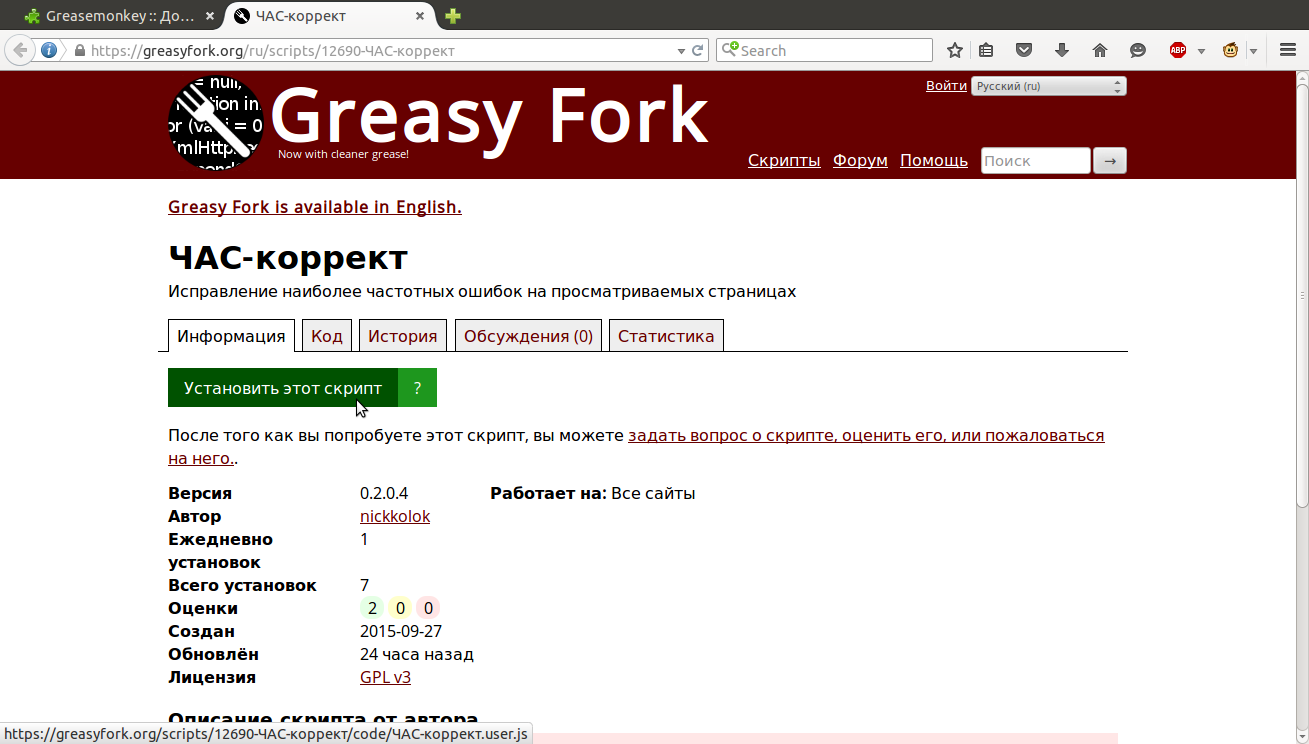 Greasemonkey :: До...
ЧАС-коррект
https://greasyfork.org/ru/scripts/12690-ЧАС-коррект
Search
ABP
= null,
or (va i = 0
Greasy Fork
Now with cleaner grease!
Войти
Русский (ru)
Скрипты Форум Помощь Поиск →
Greasy Fork is available in English.
ЧАС-коррект
Исправление наиболее частотных ошибок на просматриваемых страницах
Информация Код История Обсуждения (0) Статистика
Установить этот скрипт ?
После того как вы попробуете этот скрипт, вы можете задать вопрос о скрипте, оценить его, или пожаловаться
на него..
Версия 0.2.0.4 Работает на: Все сайты
Автор nickkolok
Ежедневно 1
установок
Всего установок 7
Оценки 2 0 0
Создан 2015-09-27
Обновлён 24 часа назад
Лицензия GPL v3
Описание скрипта от автора
https://greasyfork.org/scripts/12690-ЧАС-коррект/code/ЧАС-коррект.user.js